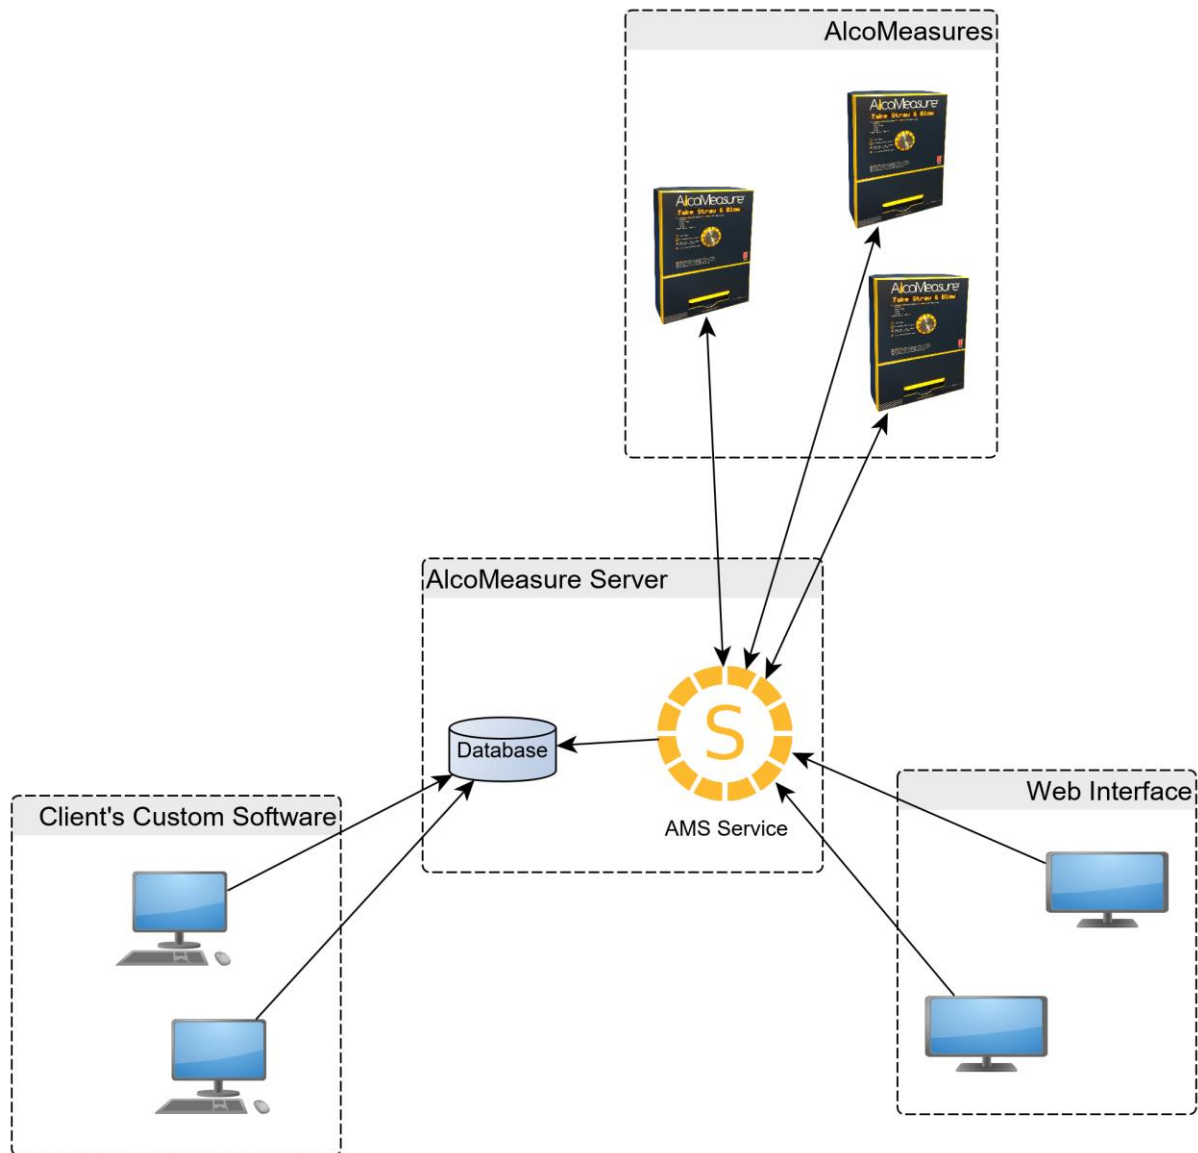 AlcoMeasures
AlcoMeasure
Take Straw & Blow
AlcoMeasure
Take Straw & Blow
AlcoMeasure
Take Straw & Blow
AlcoMeasure Server
S
Database
AMS Service
Client's Custom Software
Web Interface